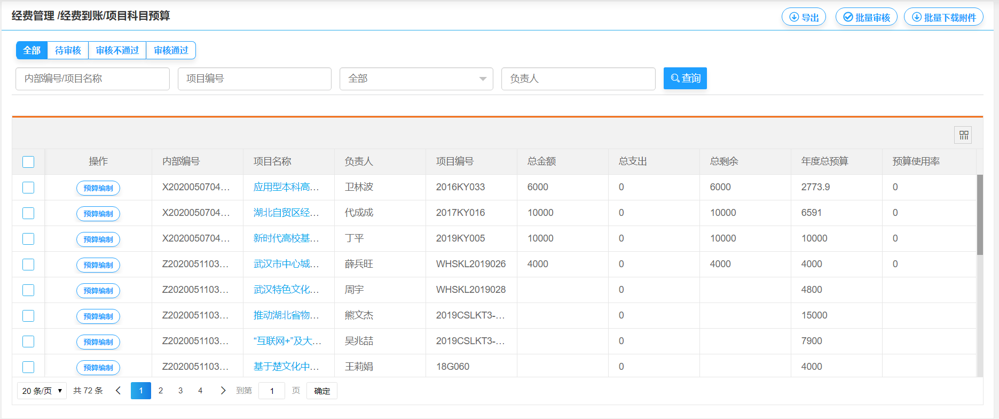 经费管理 /经费到账/项目科目预算
导出 批量审核 批量下载附件
全部 待审核 审核不通过 审核通过
内部编号/项目名称 项目编号 全部 负责人 查询
操作 内部编号 项目名称 负责人 项目编号 总金额 总支出 总剩余 年度总预算 预算使用率
预算编制 X2020050704... 应用型本科高... 卫林波 2016KY033 6000 0 6000 2773.9 0
预算编制 X2020050704... 湖北自贸区经... 代成成 2017KY016 10000 0 10000 6591 0
预算编制 X2020050704... 新时代高校基... 丁平 2019KY005 10000 0 10000 10000 0
预算编制 Z2020051103... 武汉市中心城... 薛兵旺 WHSKL2019026 4000 0 4000 4000 0
预算编制 Z2020051103... 武汉特色文化... 周宇 WHSKL2019028 0 4800
预算编制 Z2020051103... 推动湖北省物... 熊文杰 2019CSLKT3-... 0 15000
预算编制 Z2020051103... “互联网+”及大... 吴兆喆 2019CSLKT3-... 0 7900
预算编制 Z2020051103... 基于楚文化中... 王莉娟 18G060 0 4000
20 条/页 共 72 条 1 2 3 4 到第 1 页 确定